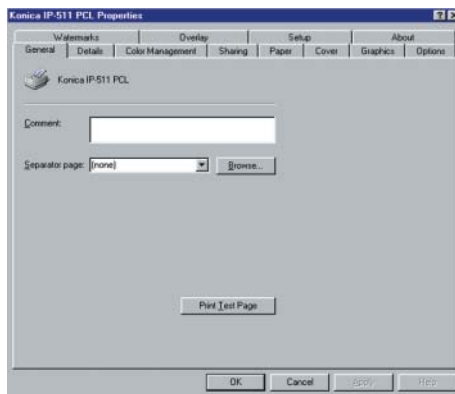 Konica IP-511 PCL Properties
Watermarks Overlay Setup About
General Details Color Management Sharing Paper Cover Graphics Options
Konica IP-511 PCL
Comment:
Separator page: (none) Browse...
Print Test Page
OK Cancel Apply Help